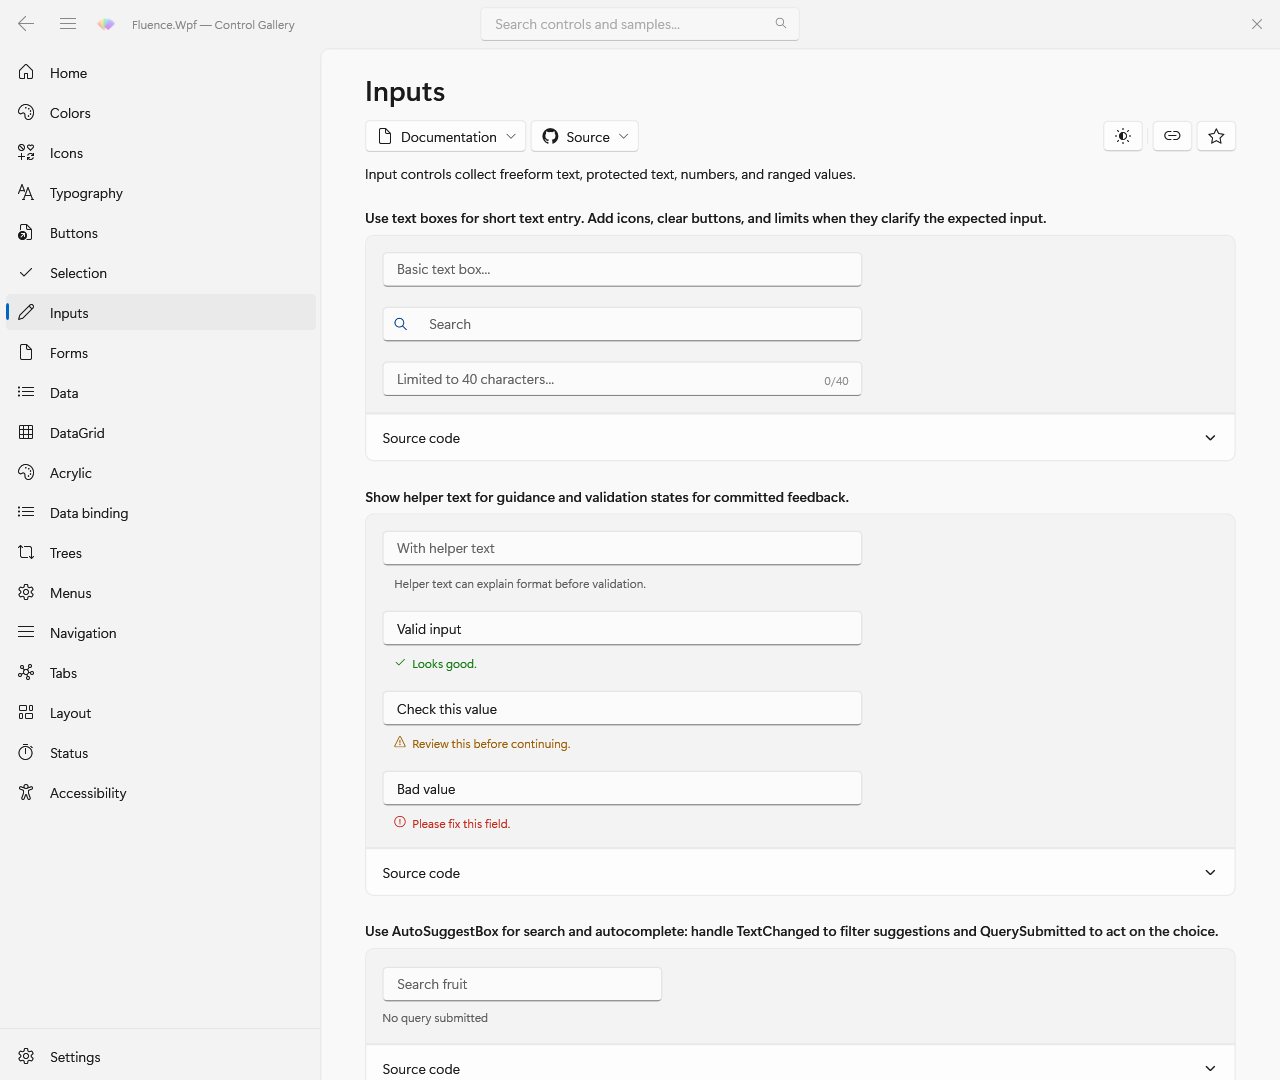 Fluence.Wpf — Control Gallery
Search controls and samples...
Home
Colors
Icons
Typography
Buttons
Selection
Inputs
Forms
Data
DataGrid
Acrylic
Data binding
Trees
Menus
Navigation
Tabs
Layout
Status
Accessibility
Settings
Inputs
Documentation
Source
Input controls collect freeform text, protected text, numbers, and ranged values.
Use text boxes for short text entry. Add icons, clear buttons, and limits when they clarify the expected input.
Basic text box...
Search
Limited to 40 characters... 0/40
Source code
Show helper text for guidance and validation states for committed feedback.
With helper text
Helper text can explain format before validation.
Valid input
Looks good.
Check this value
Review this before continuing.
Bad value
Please fix this field.
Source code
Use AutoSuggestBox for search and autocomplete: handle TextChanged to filter suggestions and QuerySubmitted to act on the choice.
Search fruit
No query submitted
Source code